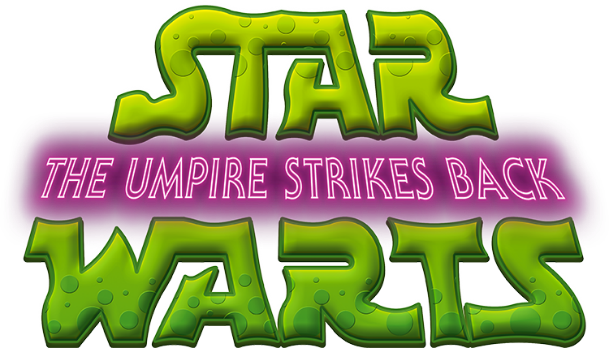 STAR
THE UMPIRE STRIKES BACK
WARTS